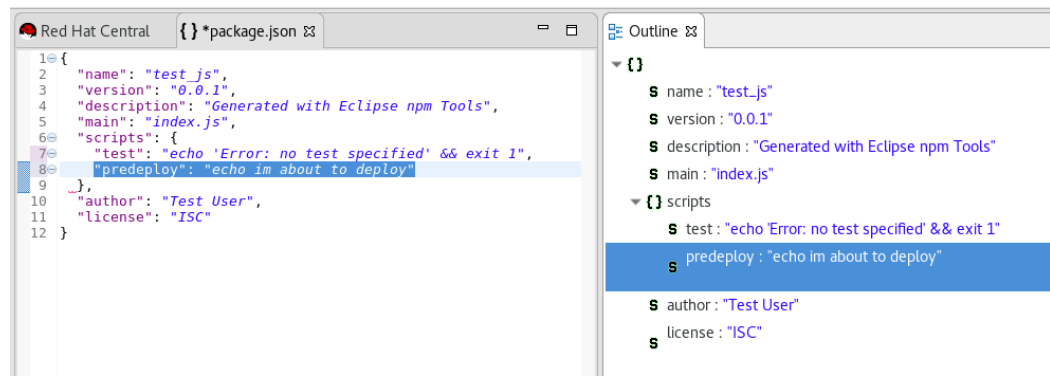 Red Hat Central
{ } *package.json
Outline
1 {
2 "name": "test_js",
3 "version": "0.0.1",
4 "description": "Generated with Eclipse npm Tools",
5 "main": "index.js",
6 "scripts": {
7 "test": "echo 'Error: no test specified' && exit 1",
8 "predeploy": "echo im about to deploy"
9 },
10 "author": "Test User",
11 "license": "ISC"
12 }
{}
S name : "test_js"
S version : "0.0.1"
S description : "Generated with Eclipse npm Tools"
S main : "index.js"
{} scripts
S test : "echo 'Error: no test specified' && exit 1"
S predeploy : "echo im about to deploy"
S author : "Test User"
S license : "ISC"